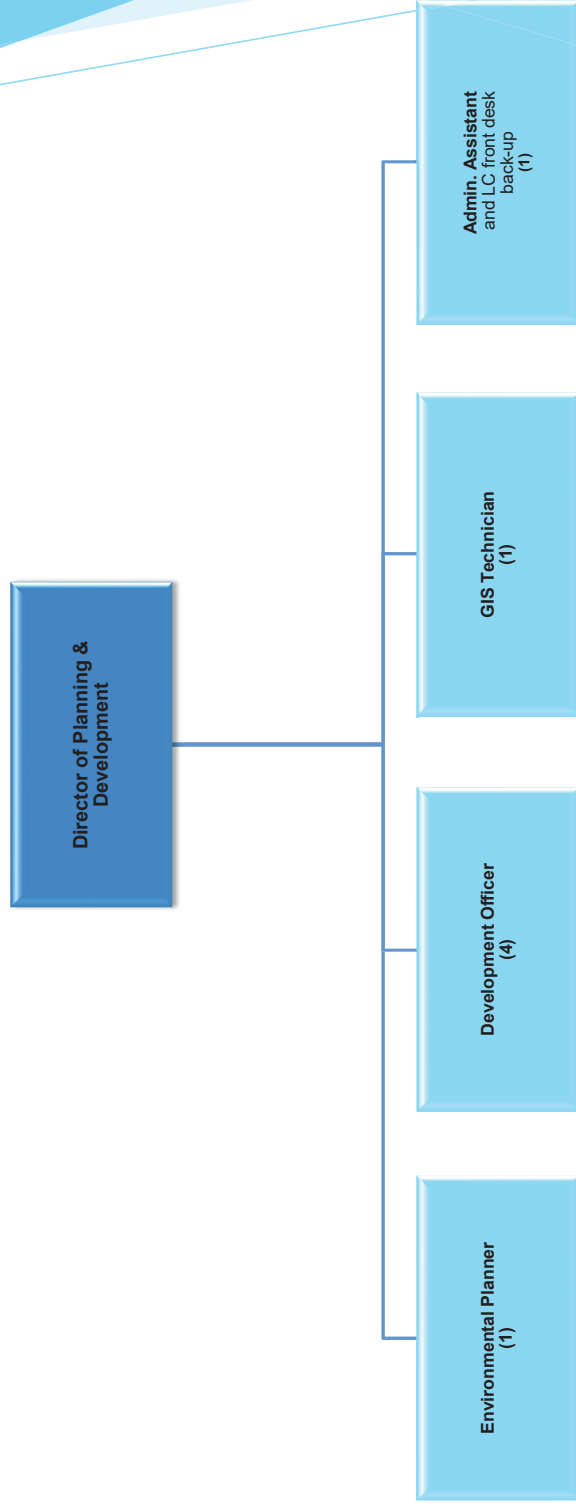 Director of Planning &
Development
Environmental Planner
(1)
Development Officer
(4)
GIS Technician
(1)
Admin. Assistant
and LC front desk
back-up
(1)